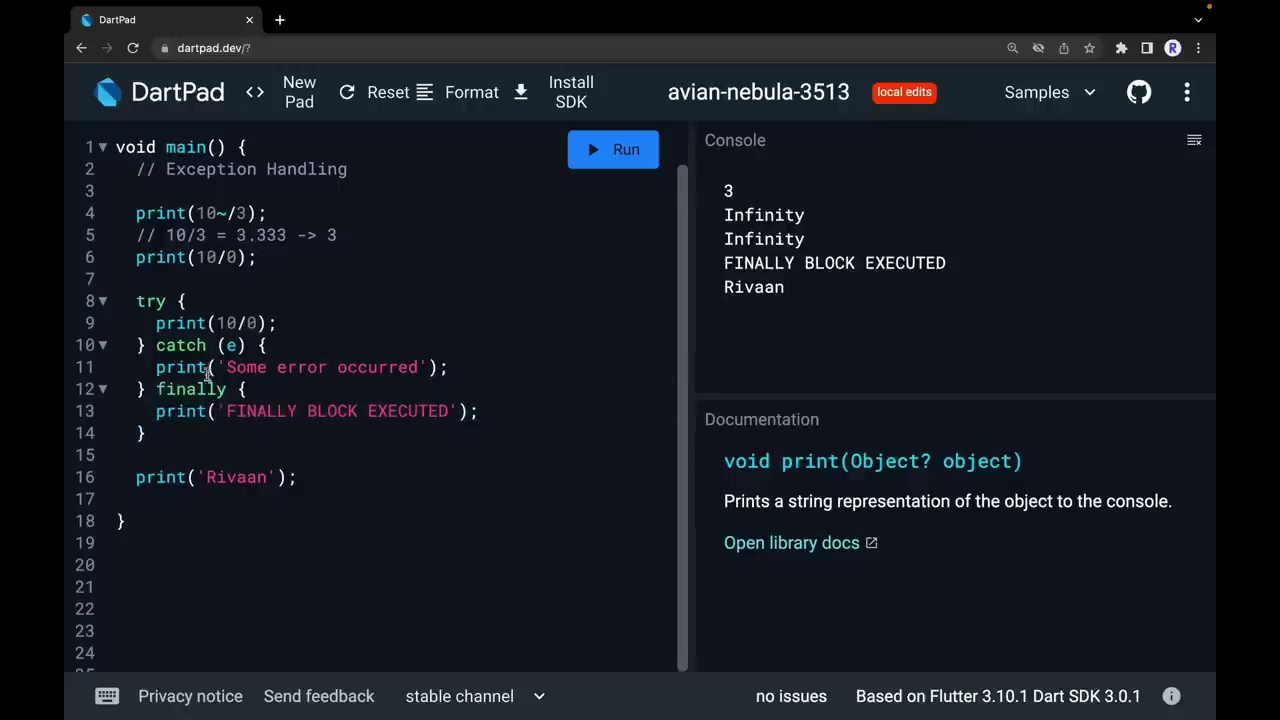 DartPad
dartpad.dev/?
DartPad
New Pad
Reset
Format
Install SDK
avian-nebula-3513
local edits
Samples
1 void main() {
2   // Exception Handling
3
4   print(10~/3);
5   // 10/3 = 3.333 -> 3
6   print(10/0);
7
8   try {
9     print(10/0);
10   } catch (e) {
11     print('Some error occurred');
12   } finally {
13     print('FINALLY BLOCK EXECUTED');
14   }
15
16   print('Rivaan');
17
18 }
19
20
21
22
23
24
Run
Console
3
Infinity
Infinity
FINALLY BLOCK EXECUTED
Rivaan
Documentation
void print(Object? object)
Prints a string representation of the object to the console.
Open library docs
Privacy notice
Send feedback
stable channel
no issues
Based on Flutter 3.10.1 Dart SDK 3.0.1
R